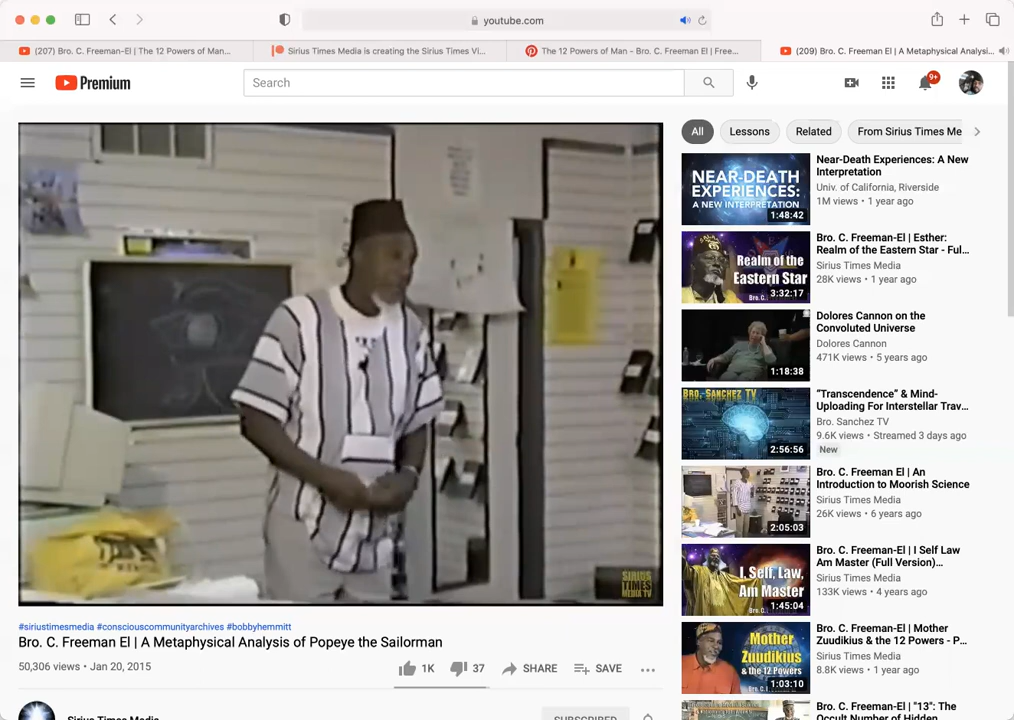 youtube.com
(207) Bro. C. Freeman-El | The 12 Powers of Man...
Sirius Times Media is creating the Sirius Times Vi...
The 12 Powers of Man - Bro. C. Freeman El | Free...
(209) Bro. C. Freeman El | A Metaphysical Analysi...
Premium
Search
9+
All
Lessons
Related
From Sirius Times Me
NEAR-DEATH
EXPERIENCES:
A NEW INTERPRETATION
1:48:42
Near-Death Experiences: A New
Interpretation
Univ. of California, Riverside
1M views • 1 year ago
Realm of the
Eastern Star
Bro. C.
3:32:17
Bro. C. Freeman-El | Esther:
Realm of the Eastern Star - Ful...
Sirius Times Media
28K views • 1 year ago
1:18:38
Dolores Cannon on the
Convoluted Universe
Dolores Cannon
471K views • 5 years ago
BRO. SANCHEZ TV
2:56:56
“Transcendence” & Mind-
Uploading For Interstellar Trav...
Bro. Sanchez TV
9.6K views • Streamed 3 days ago
New
2:05:03
Bro. C. Freeman El | An
Introduction to Moorish Science
Sirius Times Media
26K views • 6 years ago
I, Self, Law,
Am Master
Bro. C.
1:45:04
Bro. C. Freeman-El | I Self Law
Am Master (Full Version)...
Sirius Times Media
133K views • 4 years ago
Mother
Zuudikius
& the 12 Powers
1:03:10
Bro. C. Freeman-El | Mother
Zuudikius & the 12 Powers - P...
Sirius Times Media
8.8K views • 1 year ago
Bro. C. Freeman-El | "13": The
Occult Number of Hidden
SIRIUS
TIMES
MEDIA TV
#siriustimesmedia #consciouscommunityarchives #bobbyhemmitt
Bro. C. Freeman El | A Metaphysical Analysis of Popeye the Sailorman
50,306 views • Jan 20, 2015
1K
37
SHARE
SAVE
Sirius Times Media
SUBSCRIBED